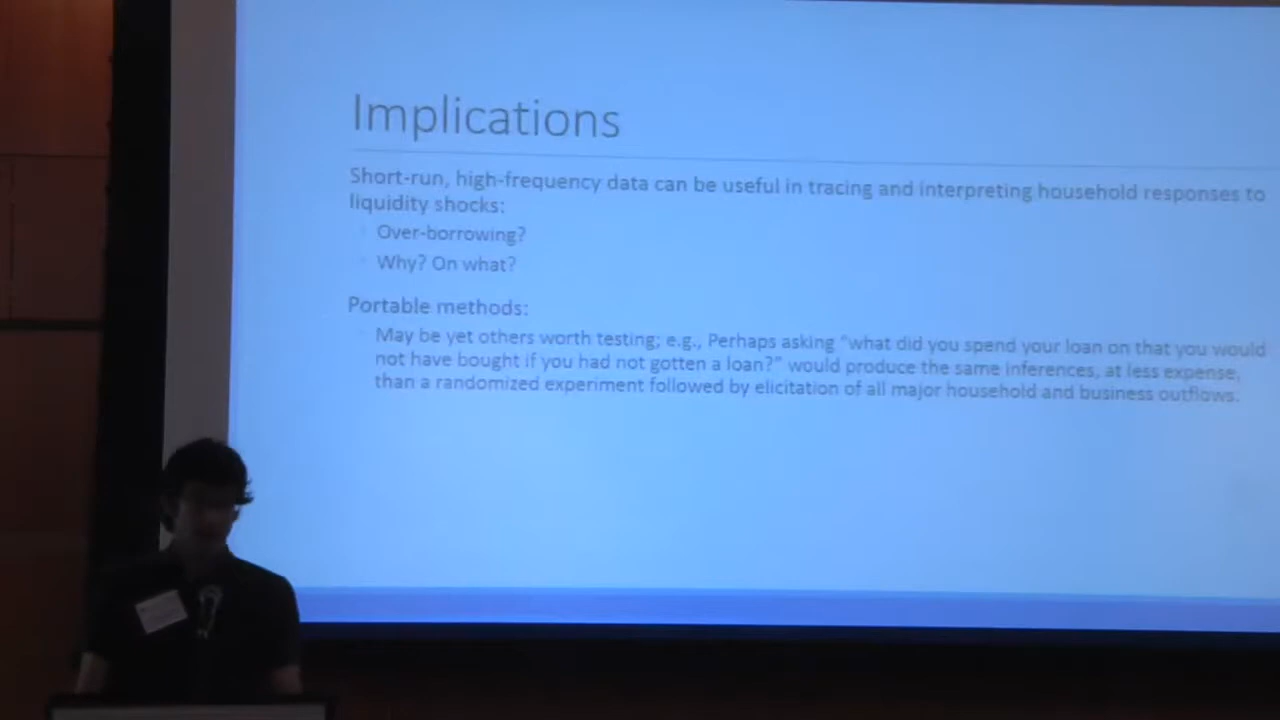 Implications
Short-run, high-frequency data can be useful in tracing and interpreting household responses to
liquidity shocks:
Over-borrowing?
Why? On what?
Portable methods:
May be yet others worth testing; e.g., Perhaps asking “what did you spend your loan on that you would
not have bought if you had not gotten a loan?” would produce the same inferences, at less expense,
than a randomized experiment followed by elicitation of all major household and business outflows.